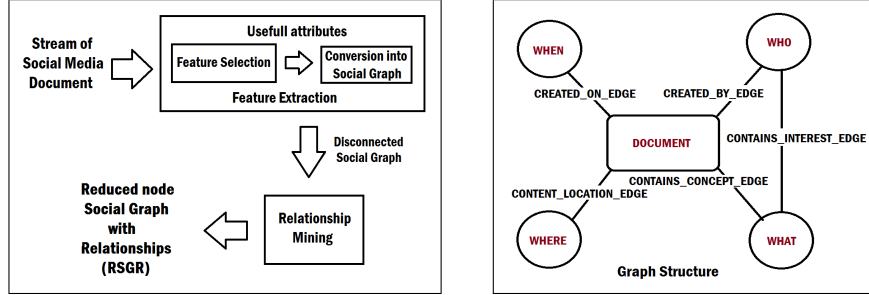 Usefull attributes
Stream of
Social Media
Document
Feature Selection
Conversion into
Social Graph
Feature Extraction
Disconnected
Social Graph
Reduced node
Social Graph
with
Relationships
(RSGR)
Relationship
Mining
WHEN
WHO
CREATED_ON_EDGE
CREATED_BY_EDGE
DOCUMENT
CONTAINS_INTEREST_EDGE
CONTAINS_CONCEPT_EDGE
CONTENT_LOCATION_EDGE
WHERE
WHAT
Graph Structure